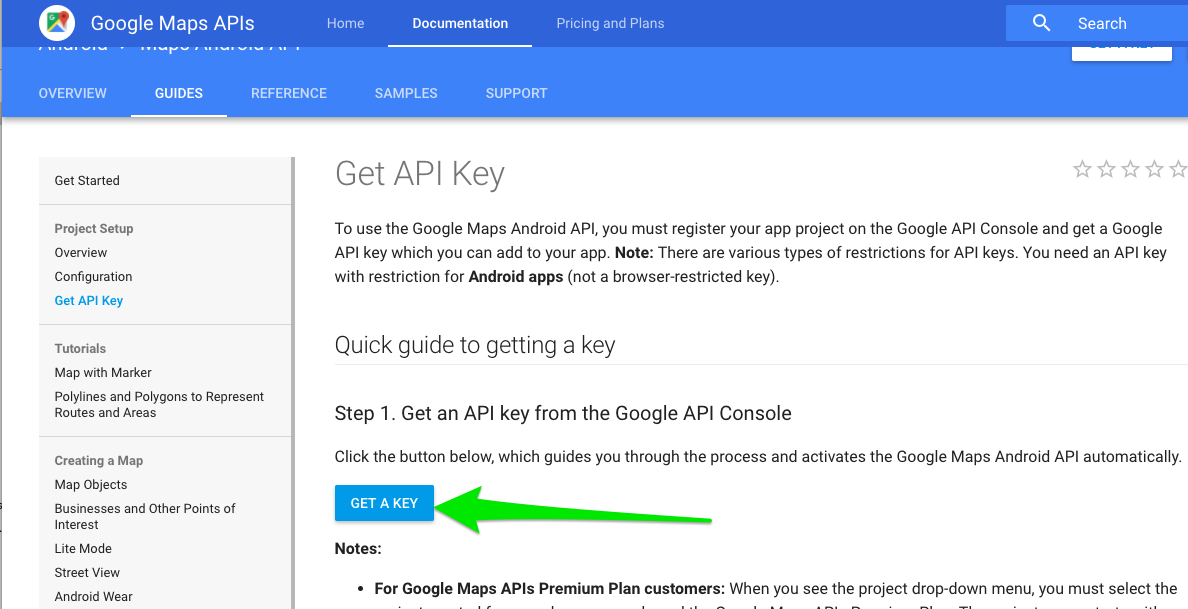 Google Maps APIs
Home
Documentation
Pricing and Plans
Search
OVERVIEW
GUIDES
REFERENCE
SAMPLES
SUPPORT
Get Started
Project Setup
Overview
Configuration
Get API Key
Tutorials
Map with Marker
Polylines and Polygons to Represent
Routes and Areas
Creating a Map
Map Objects
Businesses and Other Points of
Interest
Lite Mode
Street View
Android Wear
Get API Key
To use the Google Maps Android API, you must register your app project on the Google API Console and get a Google
API key which you can add to your app. Note: There are various types of restrictions for API keys. You need an API key
with restriction for Android apps (not a browser-restricted key).
Quick guide to getting a key
Step 1. Get an API key from the Google API Console
Click the button below, which guides you through the process and activates the Google Maps Android API automatically.
GET A KEY
Notes:
• For Google Maps APIs Premium Plan customers: When you see the project drop-down menu, you must select the